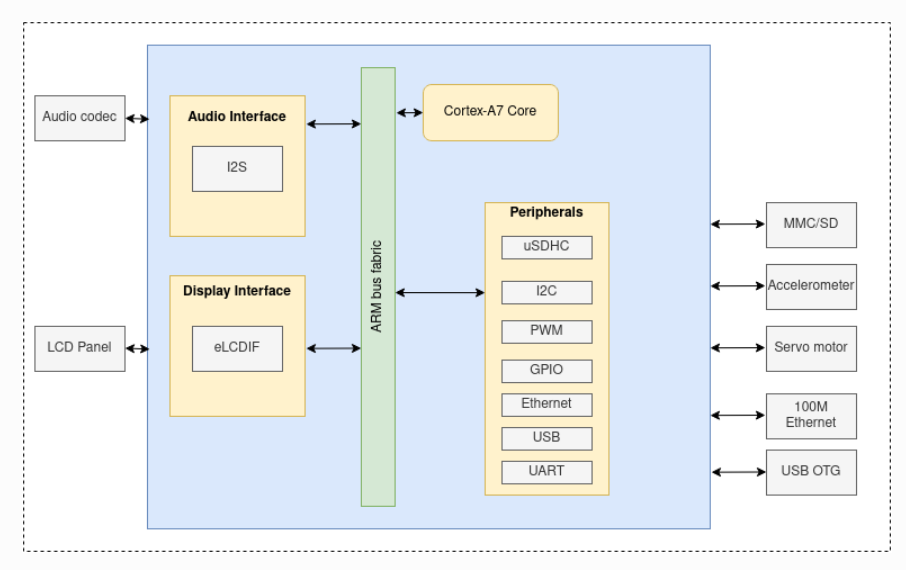 Audio codec
Audio Interface
I2S
Cortex-A7 Core
ARM bus fabric
Display Interface
eLCDIF
LCD Panel
Peripherals
uSDHC
I2C
PWM
GPIO
Ethernet
USB
UART
MMC/SD
Accelerometer
Servo motor
100M
Ethernet
USB OTG